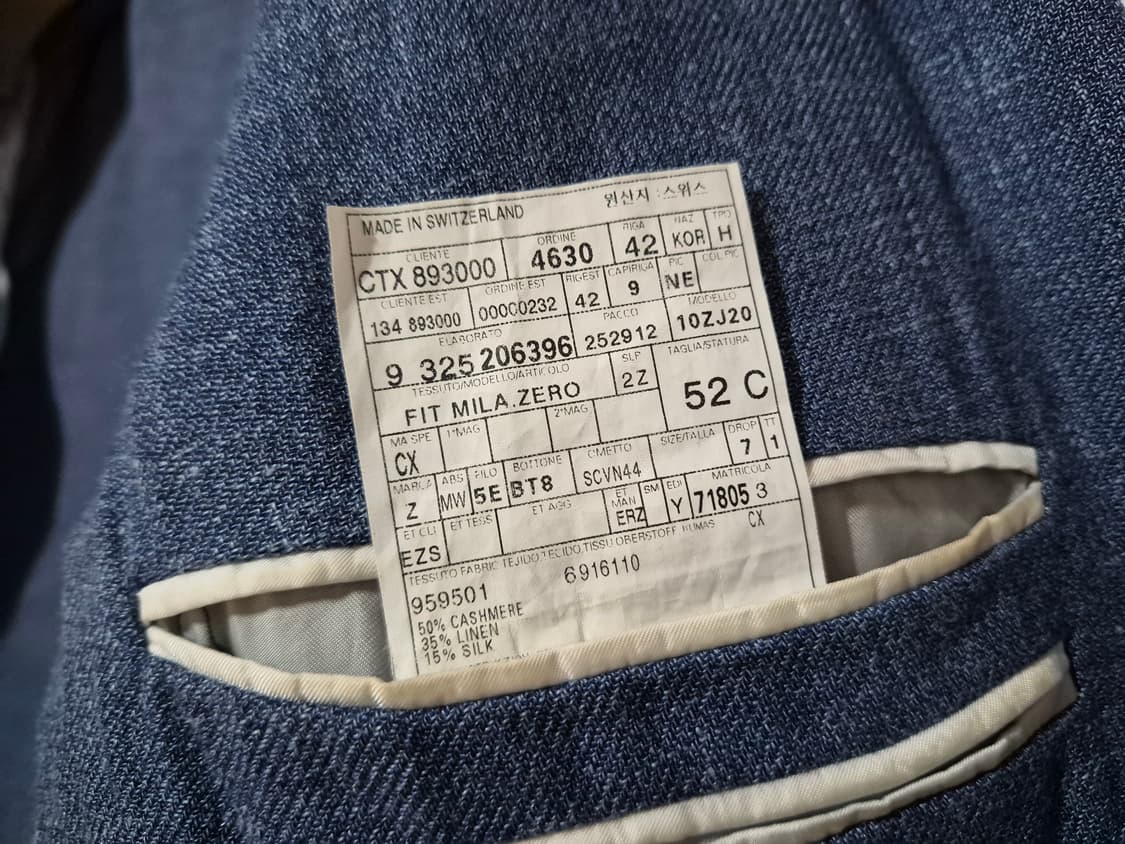 MADE IN SWITZERLAND 원산지 : 스위스
CLIENTE ORDINE RIGA NAZ TPO
CTX 893000 4630 42 KOR H
CLIENTE EST ORDINE EST RIGEST CAPIRIGA PIC COL. PIC
134 893000 00000232 42 9 NE
ELABORATO PACCO MODELLO
9 325 206396 252912 10ZJ20
TESSUTO/MODELLO/ARTICOLO SLP TAGLIA/STATURA
FIT MILA.ZERO 2Z 52 C
MA SPE 1°MAG 2°MAG
CX
MARCA ABS FILO BOTTONE C'METTO SIZE/TALLA DROP TT
Z MW 5E BT8 SCVN44 7 1
ET CLI ET TESS ET AGG ET MAN SM EDI MATRICOLA
EZS ERZ Y 71805 3
TESSUTO FABRIC TEJIDO TECIDO TISSU OBERSTOFF KUMAS CX
959501 6916110
50% CASHMERE
35% LINEN
15% SILK